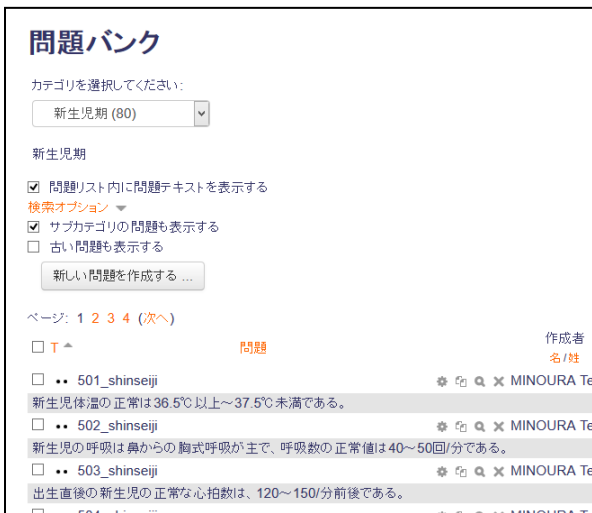 問題バンク
カテゴリを選択してください:
新生児期 (80)
新生児期
問題リスト内に問題テキストを表示する
検索オプション
サブカテゴリの問題も表示する
古い問題も表示する
新しい問題を作成する ...
ページ: 1 2 3 4 (次へ)
作成者
T 問題 名/姓
501_shinseiji MINOURA Te
新生児体温の正常は36.5℃以上～37.5℃未満である。
502_shinseiji MINOURA Te
新生児の呼吸は鼻からの胸式呼吸が主で、呼吸数の正常値は40～50回/分である。
503_shinseiji MINOURA Te
出生直後の新生児の正常な心拍数は、120～150/分前後である。